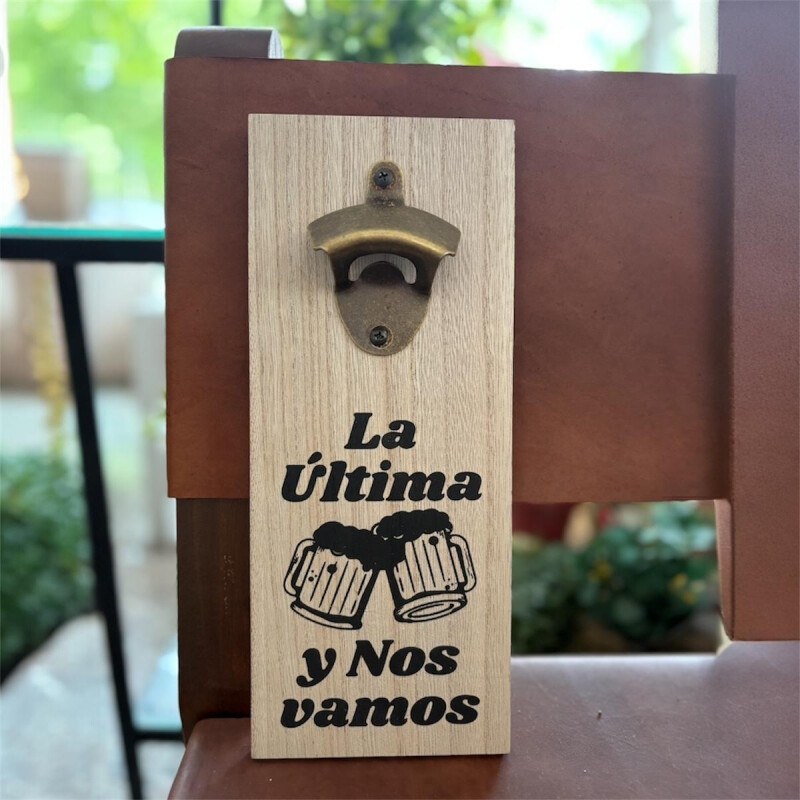 La
Última
y Nos
vamos